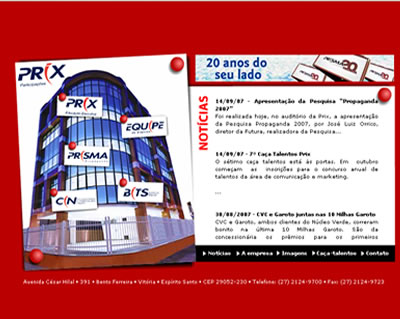 PRIX
Participações
PRIX
EQUIPE
PRISMA
CIN
BITS
20 anos do
seu lado
PRISMA 20
NOTÍCIAS
14/09/07 - Apresentação da Pesquisa "Propaganda
2007"
Foi realizada hoje, no auditório da Prix, a apresentação
da Pesquisa Propaganda 2007, por José Luiz Orrico,
diretor da Futura, realizadora da Pesquisa...
14/09/07 - 7º Caça Talentos Prix
O sétimo caça talentos está às portas. Em outubro
começam as inscrições para o concurso anual de
talentos da área de comunicação e marketing.
...
30/08/2007 - CVC e Garoto juntas nas 10 Milhas Garoto
CVC e Garoto, ambos clientes do Núcleo Verde, correram
bonito na última 10 Milhas Garoto. São da
concessionária os prêmios para os primeiros
Notícias A empresa Imagens Caça-talentos Contato
Avenida Cézar Hilal • 391 • Bento Ferreira • Vitória • Espírito Santo • CEP 29052-230 • Telefone: (27) 2124-9700 • Fax: (27) 2124-9723